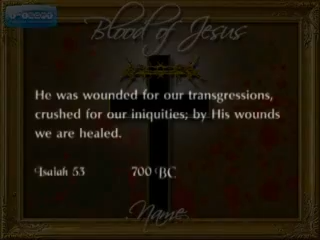 Blood of Jesus
He was wounded for our transgressions,
crushed for our iniquities; by His wounds
we are healed.
Isaiah 53 700 BC
Name